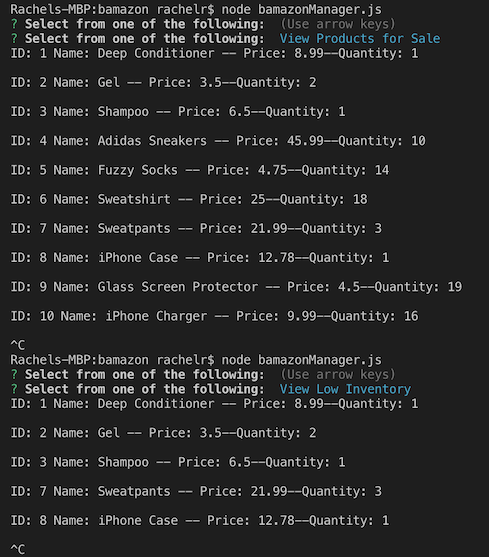 Rachels-MBP:bamazon rachelr$ node bamazonManager.js
? Select from one of the following:  (Use arrow keys)
? Select from one of the following:  View Products for Sale
ID: 1 Name: Deep Conditioner -- Price: 8.99--Quantity: 1
ID: 2 Name: Gel -- Price: 3.5--Quantity: 2
ID: 3 Name: Shampoo -- Price: 6.5--Quantity: 1
ID: 4 Name: Adidas Sneakers -- Price: 45.99--Quantity: 10
ID: 5 Name: Fuzzy Socks -- Price: 4.75--Quantity: 14
ID: 6 Name: Sweatshirt -- Price: 25--Quantity: 18
ID: 7 Name: Sweatpants -- Price: 21.99--Quantity: 3
ID: 8 Name: iPhone Case -- Price: 12.78--Quantity: 1
ID: 9 Name: Glass Screen Protector -- Price: 4.5--Quantity: 19
ID: 10 Name: iPhone Charger -- Price: 9.99--Quantity: 16
^C
Rachels-MBP:bamazon rachelr$ node bamazonManager.js
? Select from one of the following:  (Use arrow keys)
? Select from one of the following:  View Low Inventory
ID: 1 Name: Deep Conditioner -- Price: 8.99--Quantity: 1
ID: 2 Name: Gel -- Price: 3.5--Quantity: 2
ID: 3 Name: Shampoo -- Price: 6.5--Quantity: 1
ID: 7 Name: Sweatpants -- Price: 21.99--Quantity: 3
ID: 8 Name: iPhone Case -- Price: 12.78--Quantity: 1
^C